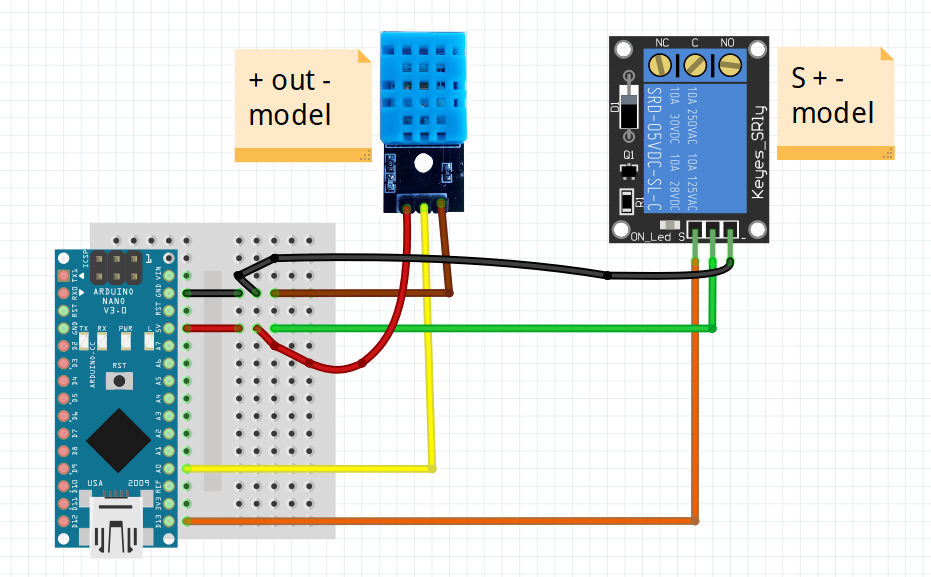 + out -
model
S + -
model
NC C NO
D1
SRD-05VDC-SL-C
10A 30VDC 10A 28VDC
10A 250VAC 10A 125VAC
Keyes_SRly
Q1
R1
ON_Led S -
ICSP
1
ARDUINO
NANO
V3.0
TX RX PWR L
ARDUINO.CC
RST
USA 2009
TX1
RX0
RST
GND
D2
D3
D4
D5
D6
D7
D8
D9
D10
D11
D12
VIN
GND
RST
5V
A7
A6
A5
A4
A3
A2
A1
A0
REF
3V3
D13